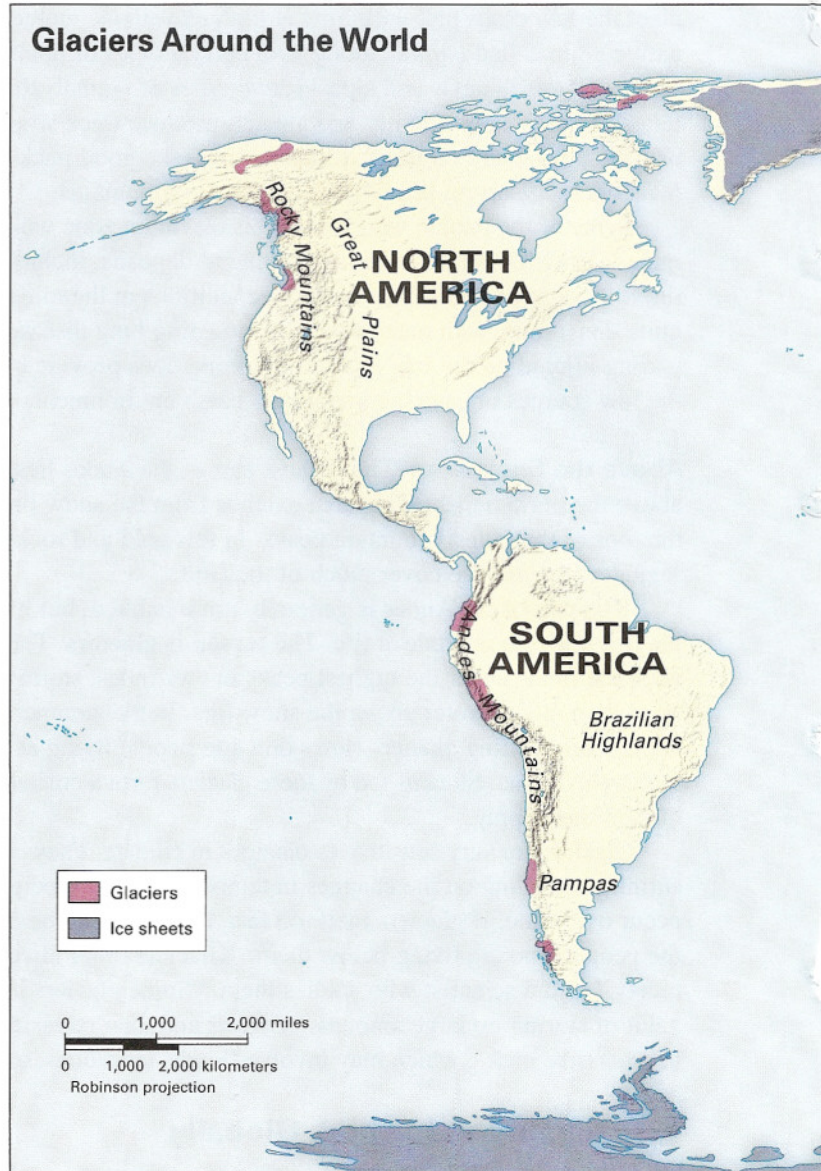 Glaciers Around the World
Rocky Mountains
Great Plains
NORTH
AMERICA
Andes Mountains
SOUTH
AMERICA
Brazilian
Highlands
Pampas
Glaciers
Ice sheets
0 1,000 2,000 miles
0 1,000 2,000 kilometers
Robinson projection